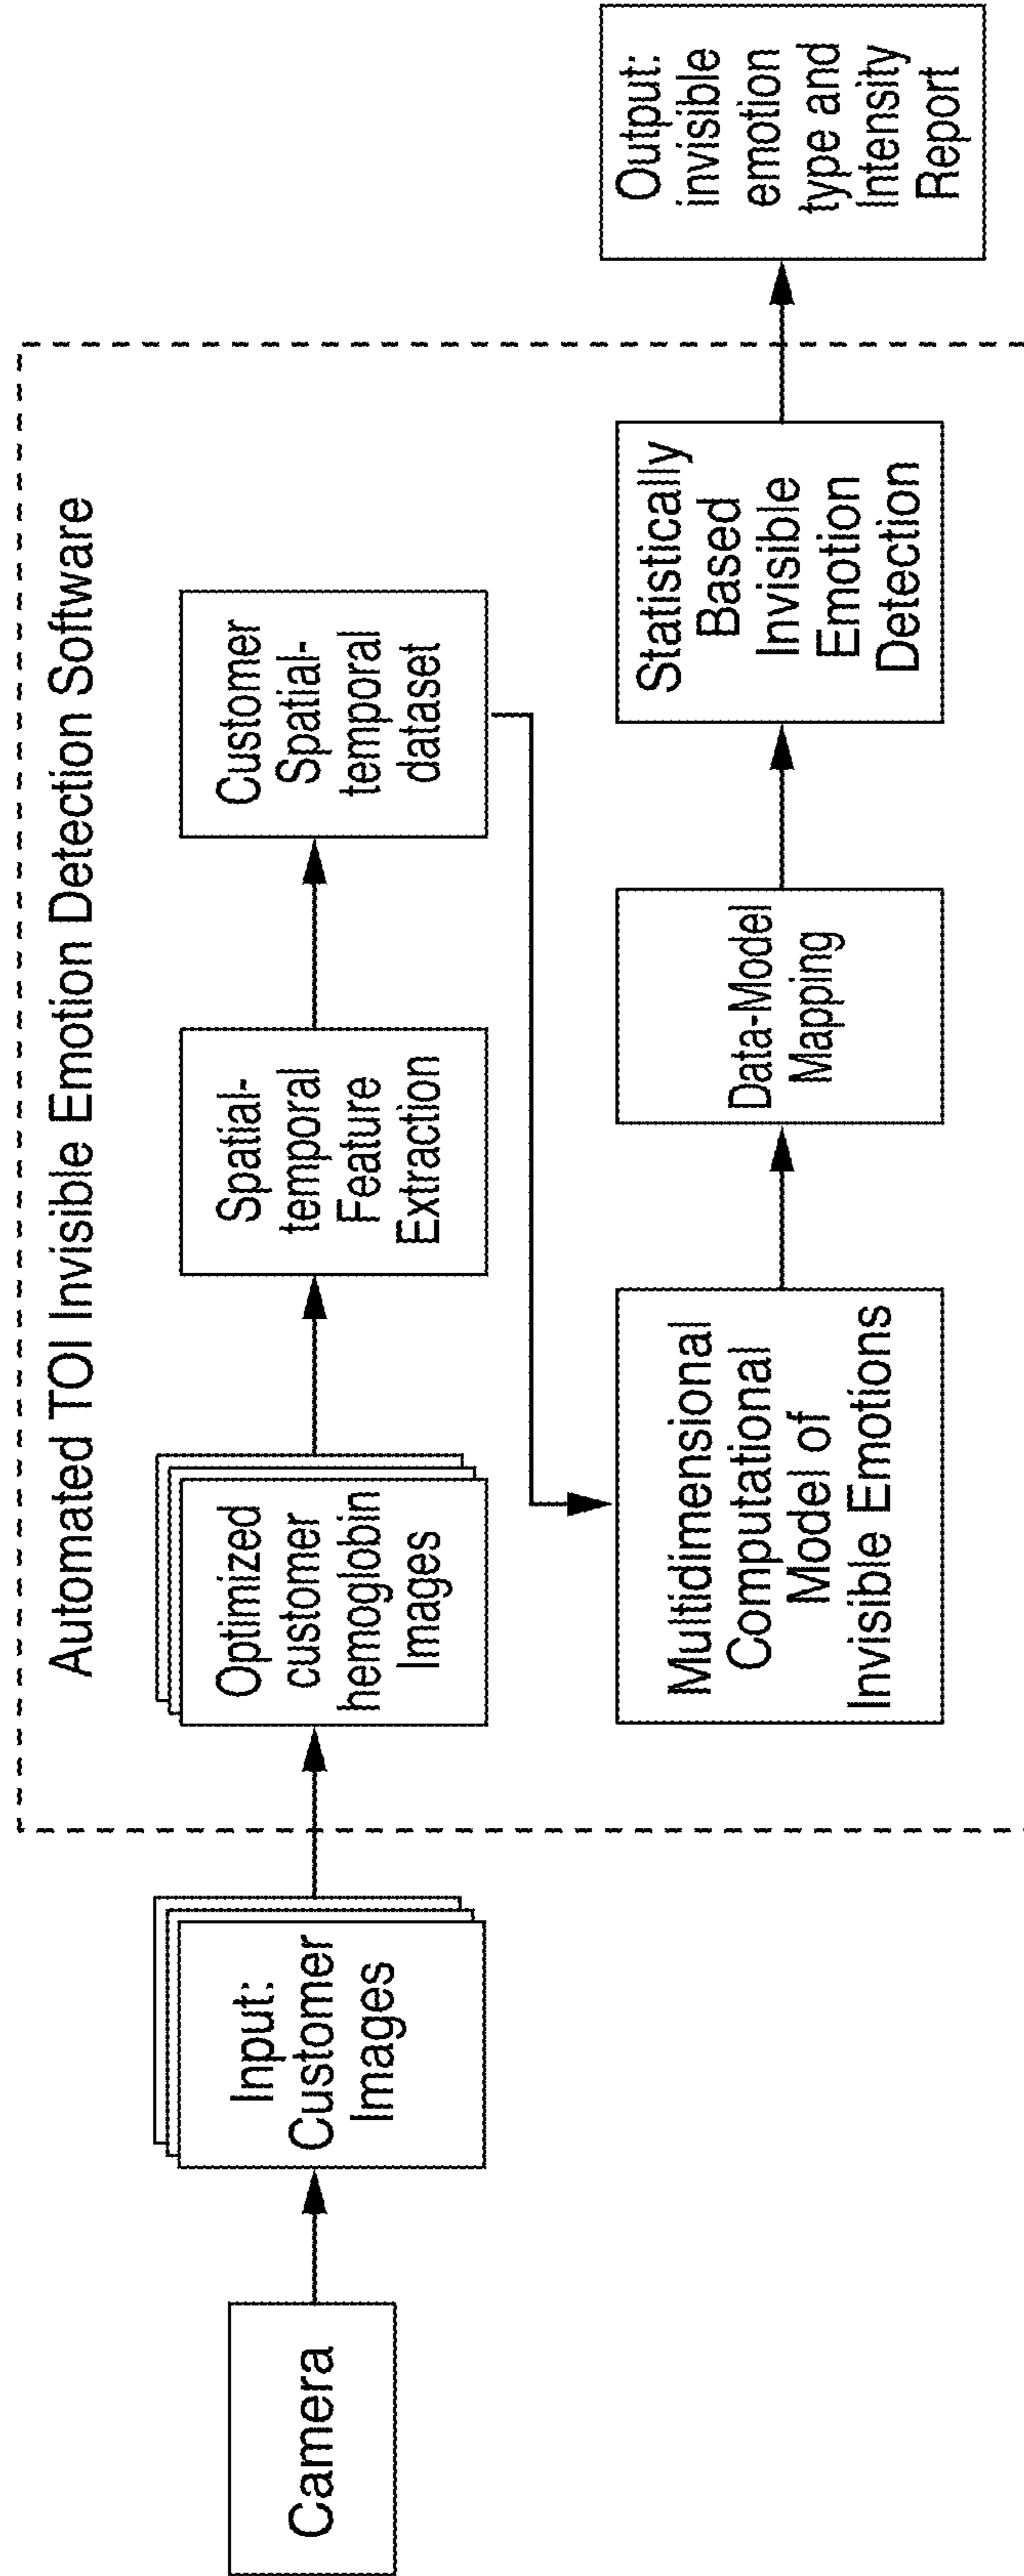 Automated TOI Invisible Emotion Detection Software
Camera
Input:
Customer
Images
Optimized
customer
hemoglobin
Images
Spatial-
temporal
Feature
Extraction
Customer
Spatial-
temporal
dataset
Multidimensional
Computational
Model of
Invisible Emotions
Data-Model
Mapping
Statistically
Based
Invisible
Emotion
Detection
Output:
invisible
emotion
type and
Intensity
Report